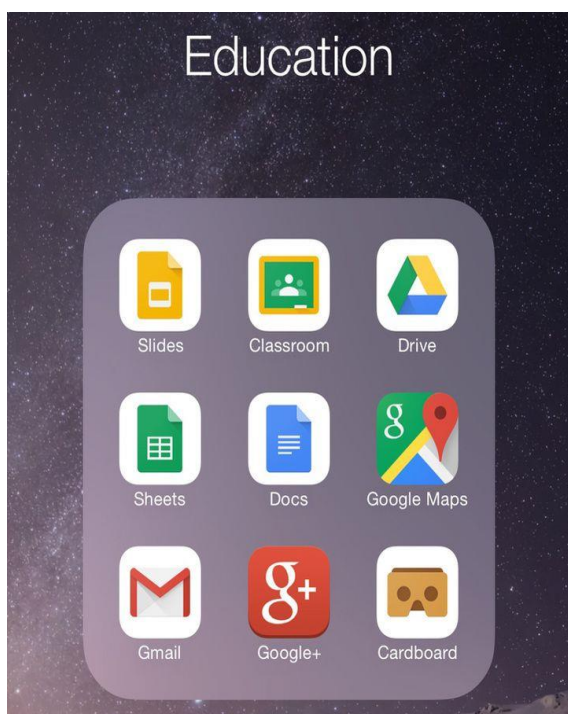 Education
Slides
Classroom
Drive
Sheets
Docs
g
Google Maps
g+
Gmail
Google+
Cardboard